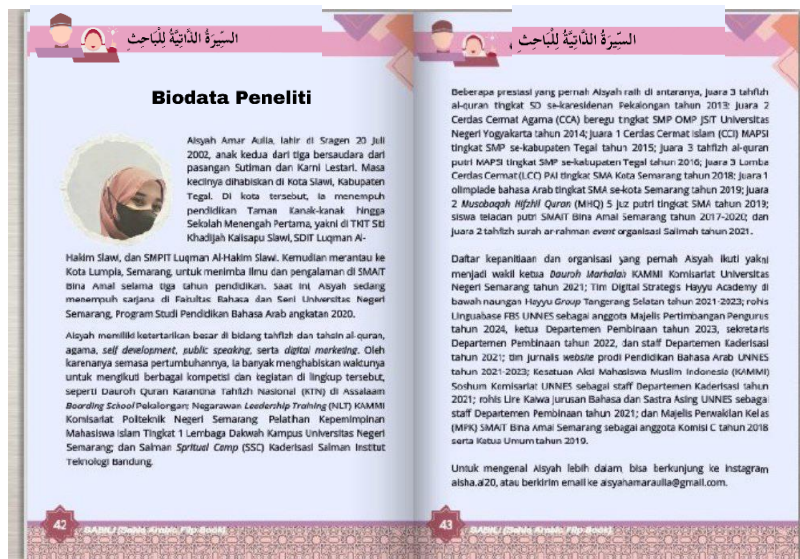 السِّيرَةُ الذَّاتِيَّةُ لِلْبَاحِثِ
Biodata Peneliti
Aisyah Amar Aulia, lahir di Sragen 20 Juli
2002, anak kedua dari tiga bersaudara dari
pasangan Sutiman dan Karni Lestari. Masa
kecilnya dihabiskan di Kota Slawi, Kabupaten
Tegal. Di kota tersebut, ia menempuh
pendidikan Taman Kanak-kanak hingga
Sekolah Menengah Pertama, yakni di TKIT Siti
Khadijah Kalisapu Slawi, SDIT Luqman Al-
Hakim Slawi, dan SMPIT Luqman Al-Hakim Slawi. Kemudian merantau ke
Kota Lumpia, Semarang, untuk menimba ilmu dan pengalaman di SMAIT
Bina Amal selama tiga tahun pendidikan. Saat ini, Aisyah sedang
menempuh sarjana di Fakultas Bahasa dan Seni Universitas Negeri
Semarang, Program Studi Pendidikan Bahasa Arab angkatan 2020.
Aisyah memiliki ketertarikan besar di bidang tahfizh dan tahsin al-quran,
agama, self development, public speaking, serta digital marketing. Oleh
karenanya semasa pertumbuhannya, ia banyak menghabiskan waktunya
untuk mengikuti berbagai kompetisi dan kegiatan di lingkup tersebut,
seperti Dauroh Quran Karantina Tahfizh Nasional (KTN) di Assalaam
Boarding School Pekalongan; Negarawan Leadership Training (NLT) KAMMI
Komisariat Politeknik Negeri Semarang Pelathan Kepemimpinan
Mahasiswa Islam Tingkat 1 Lembaga Dakwah Kampus Universitas Negeri
Semarang; dan Salman Spritual Camp (SSC) Kaderisasi Salman Institut
Teknologi Bandung.
42 BABIKU (Bahia Arabic Flip Book)
السِّيرَةُ الذَّاتِيَّةُ لِلْبَاحِثِ
Beberapa prestasi yang pernah Aisyah raih di antaranya, juara 3 tahfizh
al-quran tingkat SD se-karesidenan Pekalongan tahun 2013; juara 2
Cerdas Cermat Agama (CCA) beregu tingkat SMP OMP JSIT Universitas
Negeri Yogyakarta tahun 2014; juara 1 Cerdas Cermat Islam (CCI) MAPSI
tingkat SMP se-kabupaten Tegal 2015; juara 3 tahfizh al-quran
putri MAPSI tingkat SMP se-kabupaten Tegal tahun 2016; juara 3 Lomba
Cerdas Cermat (LCC) PAI tingkat SMA Kota Semarang tahun 2018; juara 1
olimpiade bahasa Arab tingkat SMA se-kota Semarang tahun 2019; juara
2 Musabaqah Hifzhil Quran (MHQ) 5 juz putri tingkat SMA tahun 2019;
siswa teladan putri SMAIT Bina Amal Semarang tahun 2017-2020; dan
juara 2 tahfizh surah ar-rahman event organisasi Salimah tahun 2021.
Daftar kepanitiaan dan organisasi yang pernah Aisyah ikuti yakni
menjadi wakil ketua Dauroh Marhalah KAMMI Komisariat Universitas
Negeri Semarang tahun 2021; Tim Digital Strategis Hayyu Academy di
bawah naungan Hayyu Group Tangerang Selatan tahun 2021-2023; rohis
Linguabase FBS UNNES sebagai anggota Majelis Pertimbangan Pengurus
tahun 2024, ketua Departemen Pembinaan tahun 2023, sekretaris
Departemen Pembinaan tahun 2022, dan staff Departemen Kaderisasi
tahun 2021; tim jurnalis website prodi Pendidikan Bahasa Arab UNNES
tahun 2021-2023; Kesatuan Aksi Mahasiswa Muslim Indonesia (KAMMI)
Soshum Komisariat UNNES sebagai staff Departemen Kaderisasi tahun
2021; rohis Lire Kaiwa Jurusan Bahasa dan Sastra Asing UNNES sebagai
staff Departemen Pembinaan tahun 2021; dan Majelis Perwakilan Kelas
(MPK) SMAIT Bina Amal Semarang sebagai anggota Komisi C tahun 2018
serta Ketua Umum tahun 2019.
Untuk mengenal Aisyah lebih dalam, bisa berkunjung ke instagram
aisha.al20, atau berkirim email ke aisyahamaraulia@gmail.com.
43